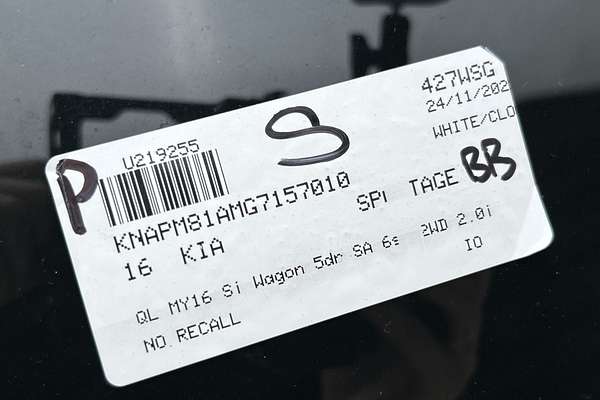 P
S
U219255
427WSG
24/11/202
KNAPM81AMG7157010
WHITE/CLO
16 KIA
SPI TAGE BB
QL MY16 Si Wagon 5dr SA 6s 2WD 2.0i
NO RECALL
IO